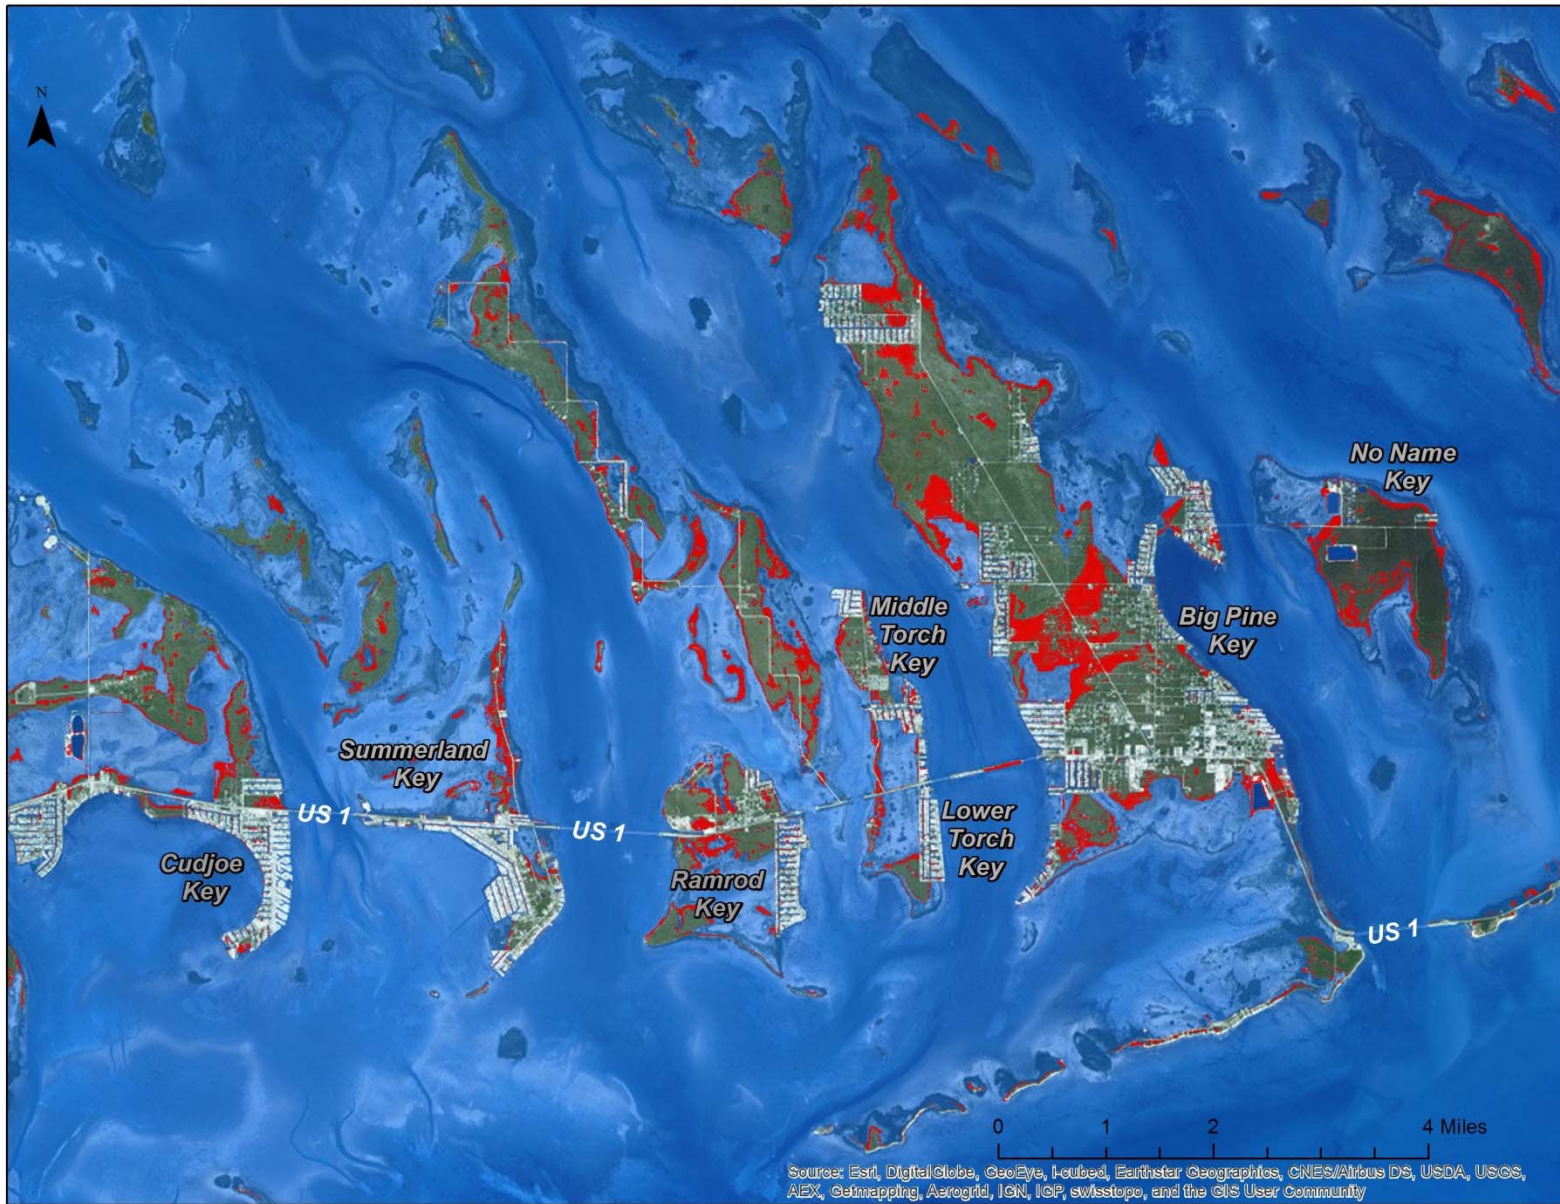 N
No Name
Key
Middle
Torch
Key
Big Pine
Key
Summerland
Key
US 1
US 1
Lower
Torch
Key
Cudjoe
Key
Ramrod
Key
US 1
0 1 2 4 Miles
Source: Esri, DigitalGlobe, GeoEye, i-cubed, Earthstar Geographics, CNES/Airbus DS, USDA, USGS,
AEX, Getmapping, Aerogrid, IGN, IGP, swisstopo, and the GIS User Community